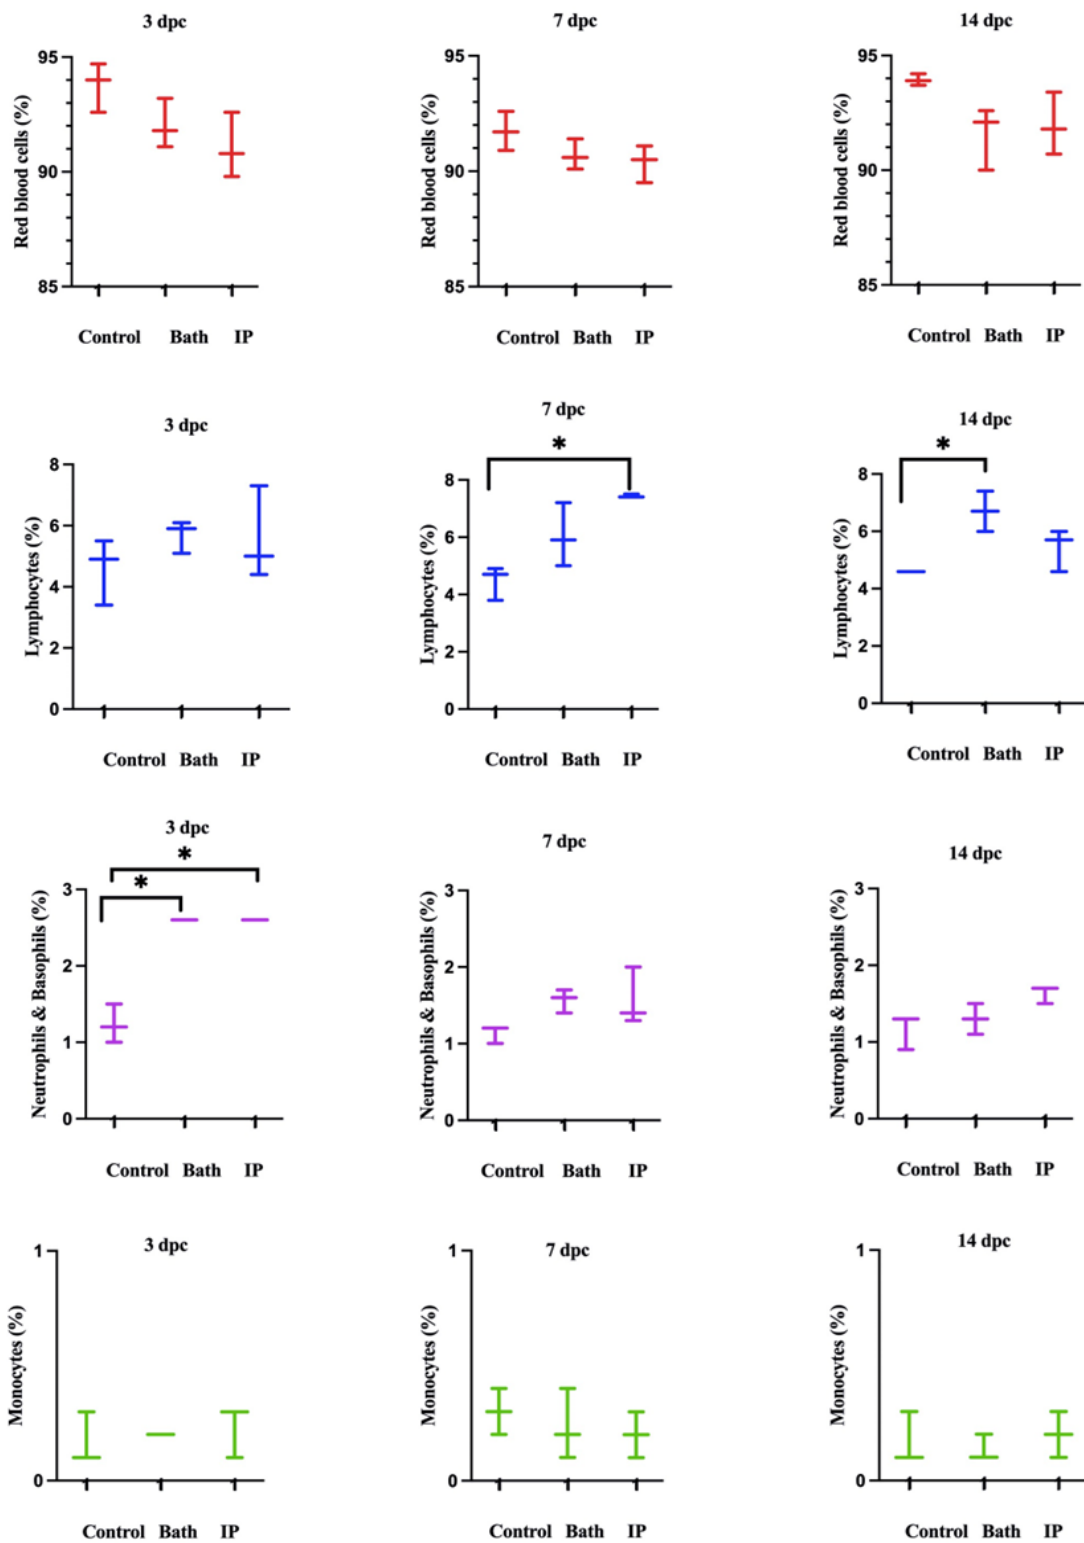 3 dpc
7 dpc
14 dpc
Red blood cells (%)
95
90
85
Control Bath IP
Red blood cells (%)
95
90
85
Control Bath IP
Red blood cells (%)
95
90
85
Control Bath IP
3 dpc
7 dpc
14 dpc
Lymphocytes (%)
8
6
4
2
0
Control Bath IP
*
Lymphocytes (%)
8
6
4
2
0
Control Bath IP
*
Lymphocytes (%)
8
6
4
2
0
Control Bath IP
3 dpc
7 dpc
14 dpc
*
*
Neutrophils & Basophils (%)
3
2
1
0
Control Bath IP
Neutrophils & Basophils (%)
3
2
1
0
Control Bath IP
Neutrophils & Basophils (%)
3
2
1
0
Control Bath IP
3 dpc
7 dpc
14 dpc
Monocytes (%)
1
0
Control Bath IP
Monocytes (%)
1
0
Control Bath IP
Monocytes (%)
1
0
Control Bath IP